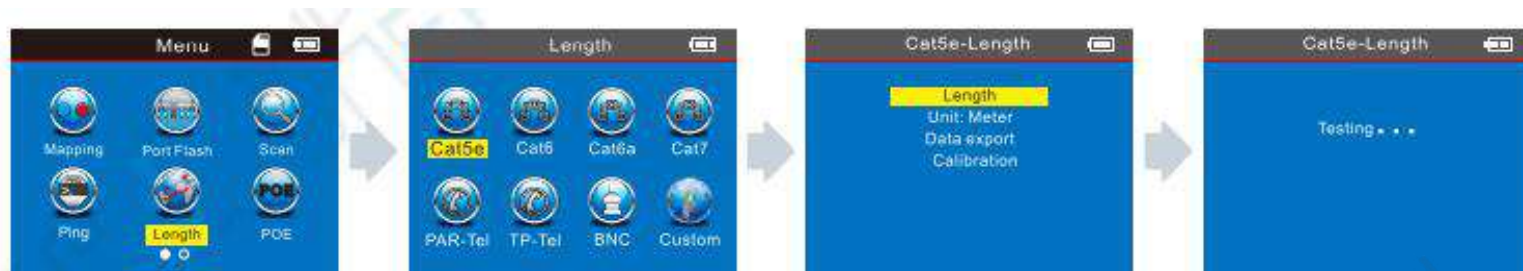 Menu
Mapping Port Flash Scan
Ping Length POE
POE
Length
Cat5e Cat6 Cat6a Cat7
PAR-Tel TP-Tel BNC Custom
Cat5e-Length
Length
Unit: Meter
Data export
Calibration
Cat5e-Length
Testing...